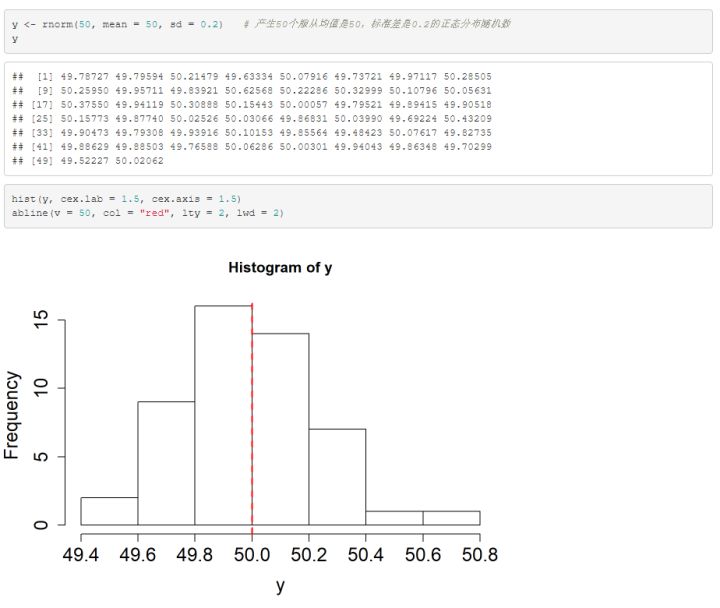 y <- rnorm(50, mean = 50, sd = 0.2)   # 产生50个服从均值是50，标准差是0.2的正态分布随机数
y
##  [1] 49.78727 49.79594 50.21479 49.63334 50.07916 49.73721 49.97117 50.28505
##  [9] 50.25950 49.95711 49.83921 50.62568 50.22286 50.32999 50.10796 50.05631
## [17] 50.37550 49.94119 50.30888 50.15443 50.00057 49.79521 49.89415 49.90518
## [25] 50.15773 49.87740 50.02526 50.03066 49.86831 50.03990 49.69224 50.43209
## [33] 49.90473 49.79308 49.93916 50.10153 49.85564 49.48423 50.07617 49.82735
## [41] 49.88629 49.88503 49.76588 50.06286 50.00301 49.94043 49.86348 49.70299
## [49] 49.52227 50.02062
hist(y, cex.lab = 1.5, cex.axis = 1.5)
abline(v = 50, col = "red", lty = 2, lwd = 2)
Histogram of y
Frequency
15
10
5
0
49.4 49.6 49.8 50.0 50.2 50.4 50.6 50.8
y